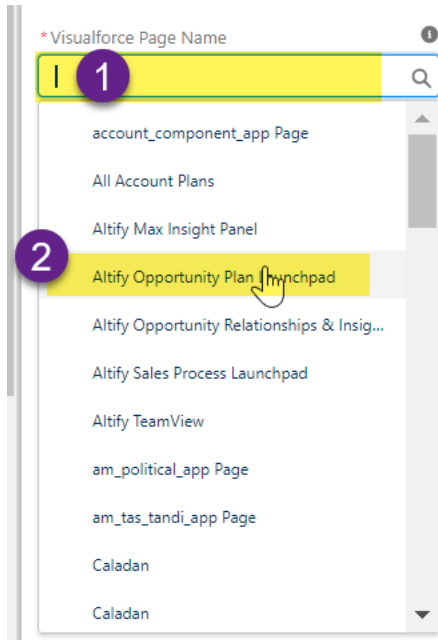 *Visualforce Page Name
1
account_component_app Page
All Account Plans
Altify Max Insight Panel
2
Altify Opportunity Plan Launchpad
Altify Opportunity Relationships & Insig...
Altify Sales Process Launchpad
Altify TeamView
am_political_app Page
am_tas_tandi_app Page
Caladan
Caladan